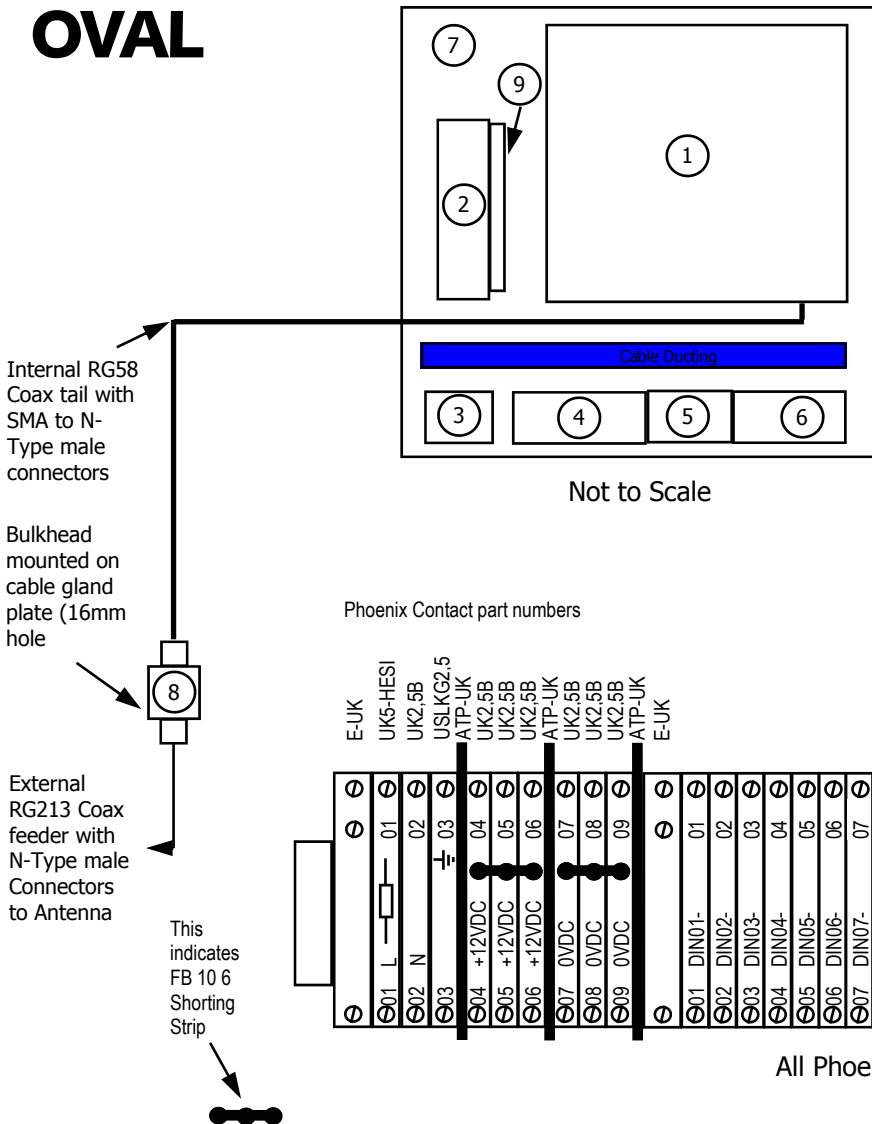 OVAL
7
9
1
2
Cable Ducting
3
4
5
6
Not to Scale
Internal RG58
Coax tail with
SMA to N-
Type male
connectors
Bulkhead
mounted on
cable gland
plate (16mm
hole
8
External
RG213 Coax
feeder with
N-Type male
Connectors
to Antenna
This
indicates
FB 10 6
Shorting
Strip
Phoenix Contact part numbers
E-UK
UK5-HESI
UK2,5B
USLKG2,5
ATP-UK
UK2,5B
UK2.5B
UK2.5B
ATP-UK
UK2.5B
UK2.5B
UK2.5B
ATP-UK
E-UK
01
02
03
04
05
06
07
08
09
01
02
03
04
05
06
07
L
N
+12VDC
+12VDC
+12VDC
0VDC
0VDC
0VDC
DIN01-
DIN02-
DIN03-
DIN04-
DIN05-
DIN06-
DIN07-
01
02
03
04
05
06
07
08
09
01
02
03
04
05
06
07
All Phoe